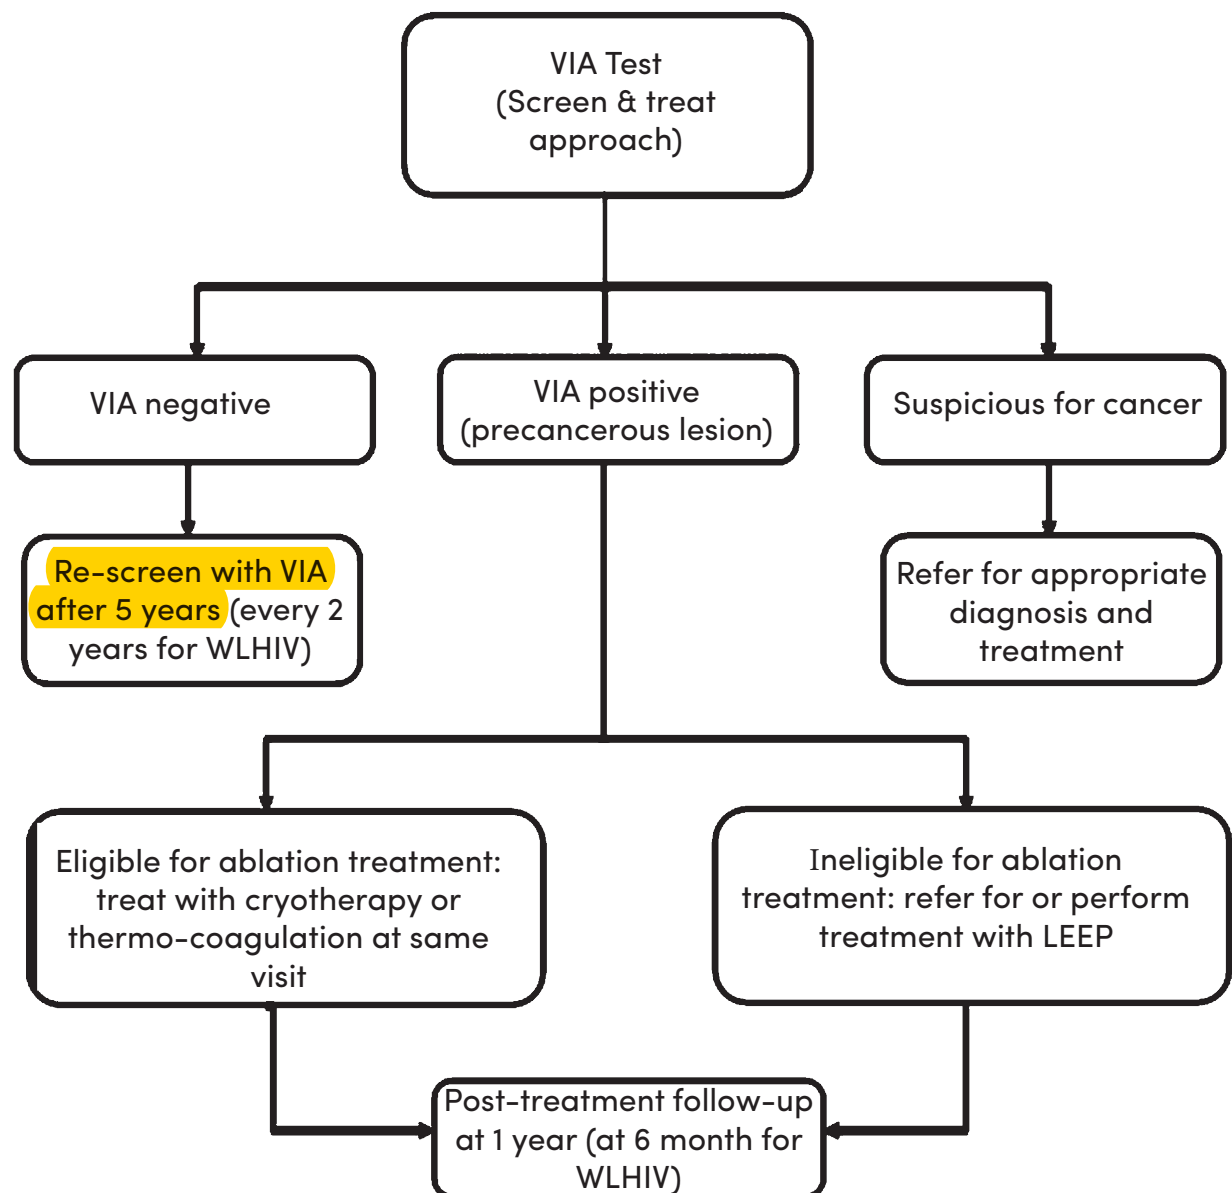 VIA Test
(Screen & treat
approach)
VIA negative
VIA positive
(precancerous lesion)
Suspicious for cancer
Re-screen with VIA
after 5 years (every 2
years for WLHIV)
Refer for appropriate
diagnosis and
treatment
Eligible for ablation treatment:
treat with cryotherapy or
thermo-coagulation at same
visit
Ineligible for ablation
treatment: refer for or perform
treatment with LEEP
Post-treatment follow-up
at 1 year (at 6 month for
WLHIV)